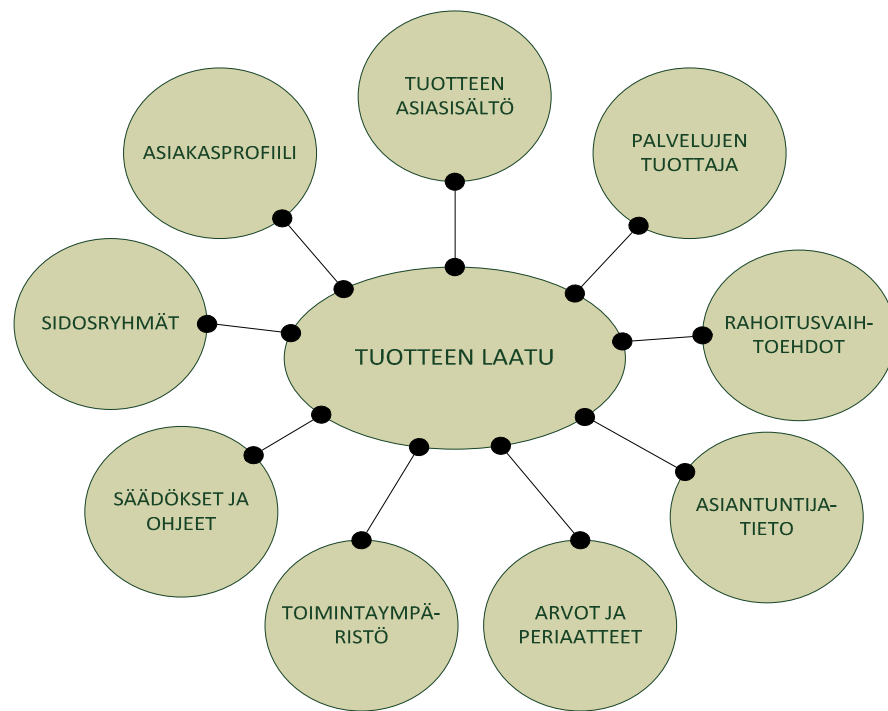 TUOTTEEN
ASIASISÄLTÖ
ASIAKASPROFIILI
PALVELUJEN
TUOTTAJA
SIDOSRYHMÄT
RAHOITUSVAIH-
TOEHDOT
TUOTTEEN LAATU
SÄÄDÖKSET JA
OHJEET
ASIANTUNTIJA-
TIETO
TOIMINTAYMPÄ-
RISTÖ
ARVOT JA
PERIAATTEET